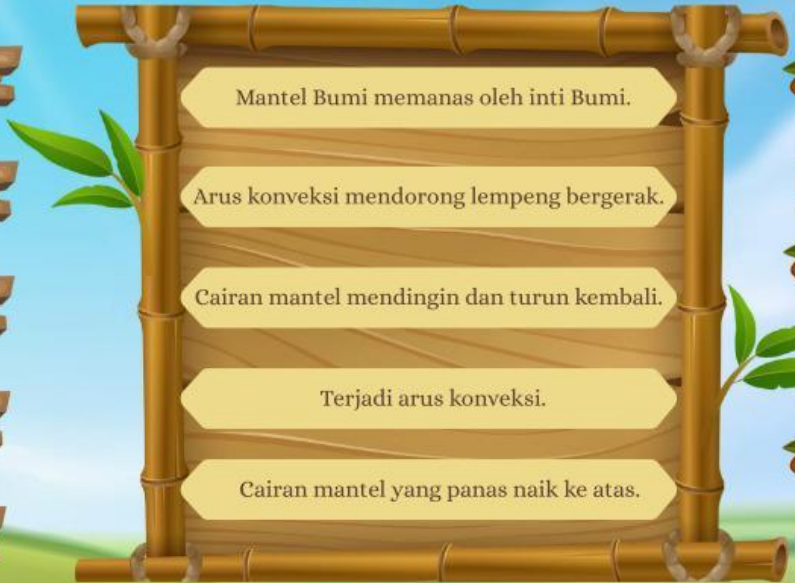 Mantel Bumi memanas oleh inti Bumi.
Arus konveksi mendorong lempeng bergerak.
Cairan mantel mendingin dan turun kembali.
Terjadi arus konveksi.
Cairan mantel yang panas naik ke atas.